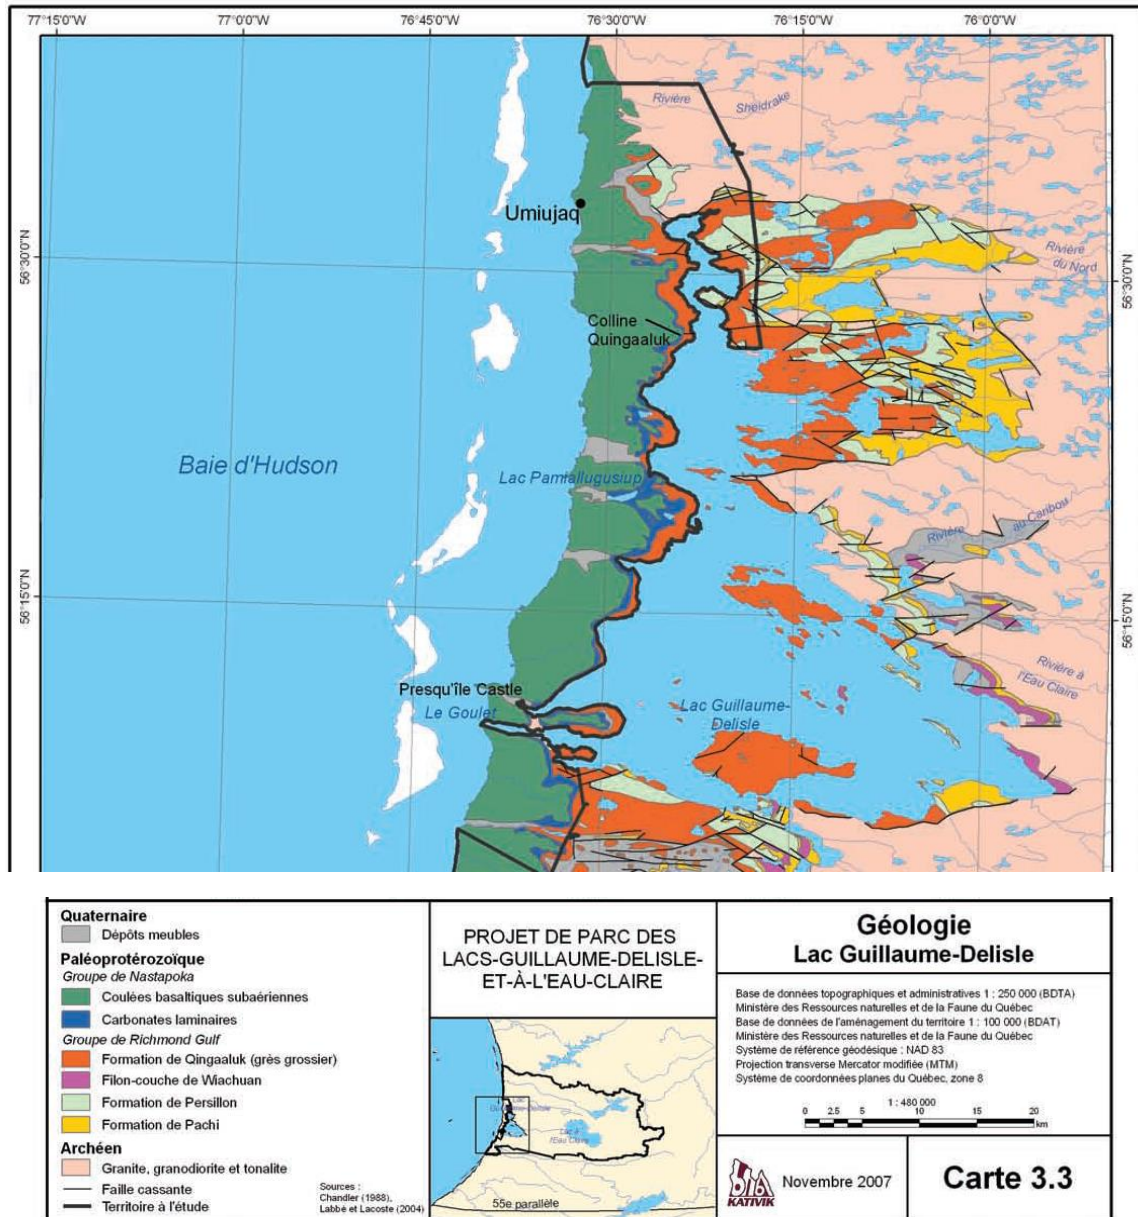 77°15'0"W 77°0'0"W 76°45'0"W 76°30'0"W 76°15'0"W 76°0'0"W
Rivière Sheldrake
Umiujaq
Rivière
du Nord
56°30'0"N
56°30'0"N
Colline
Quingaaluk
Baie d'Hudson
Lac Pamiallugusiup
Rivière au Caribou
56°15'0"N
56°15'0"N
Rivière à
l'Eau Claire
Presqu'île Castle
Le Goulet
Lac Guillaume-
Delisle
Quaternaire
Dépôts meubles
Paléoprotérozoïque
Groupe de Nastapoka
Coulées basaltiques subaériennes
Carbonates laminaires
Groupe de Richmond Gulf
Formation de Qingaaluk (grès grossier)
Filon-couche de Wiachuan
Formation de Persillon
Formation de Pachi
Archéen
Granite, granodiorite et tonalite
Faille cassante
Territoire à l'étude
Sources :
Chandler (1988),
Labbé et Lacoste (2004)
PROJET DE PARC DES
LACS-GUILLAUME-DELISLE-
ET-À-L'EAU-CLAIRE
Lac
Guillaume-Delisle
Lac à
l'Eau Claire
55e parallèle
Géologie
Lac Guillaume-Delisle
Base de données topographiques et administratives 1 : 250 000 (BDTA)
Ministère des Ressources naturelles et de la Faune du Québec
Base de données de l'aménagement du territoire 1 : 100 000 (BDAT)
Ministère des Ressources naturelles et de la Faune du Québec
Système de référence géodésique : NAD 83
Projection transverse Mercator modifiée (MTM)
Système de coordonnées planes du Québec, zone 8
1 : 480 000
0 2.5 5 10 15 20
km
KATIVIK
Novembre 2007
Carte 3.3